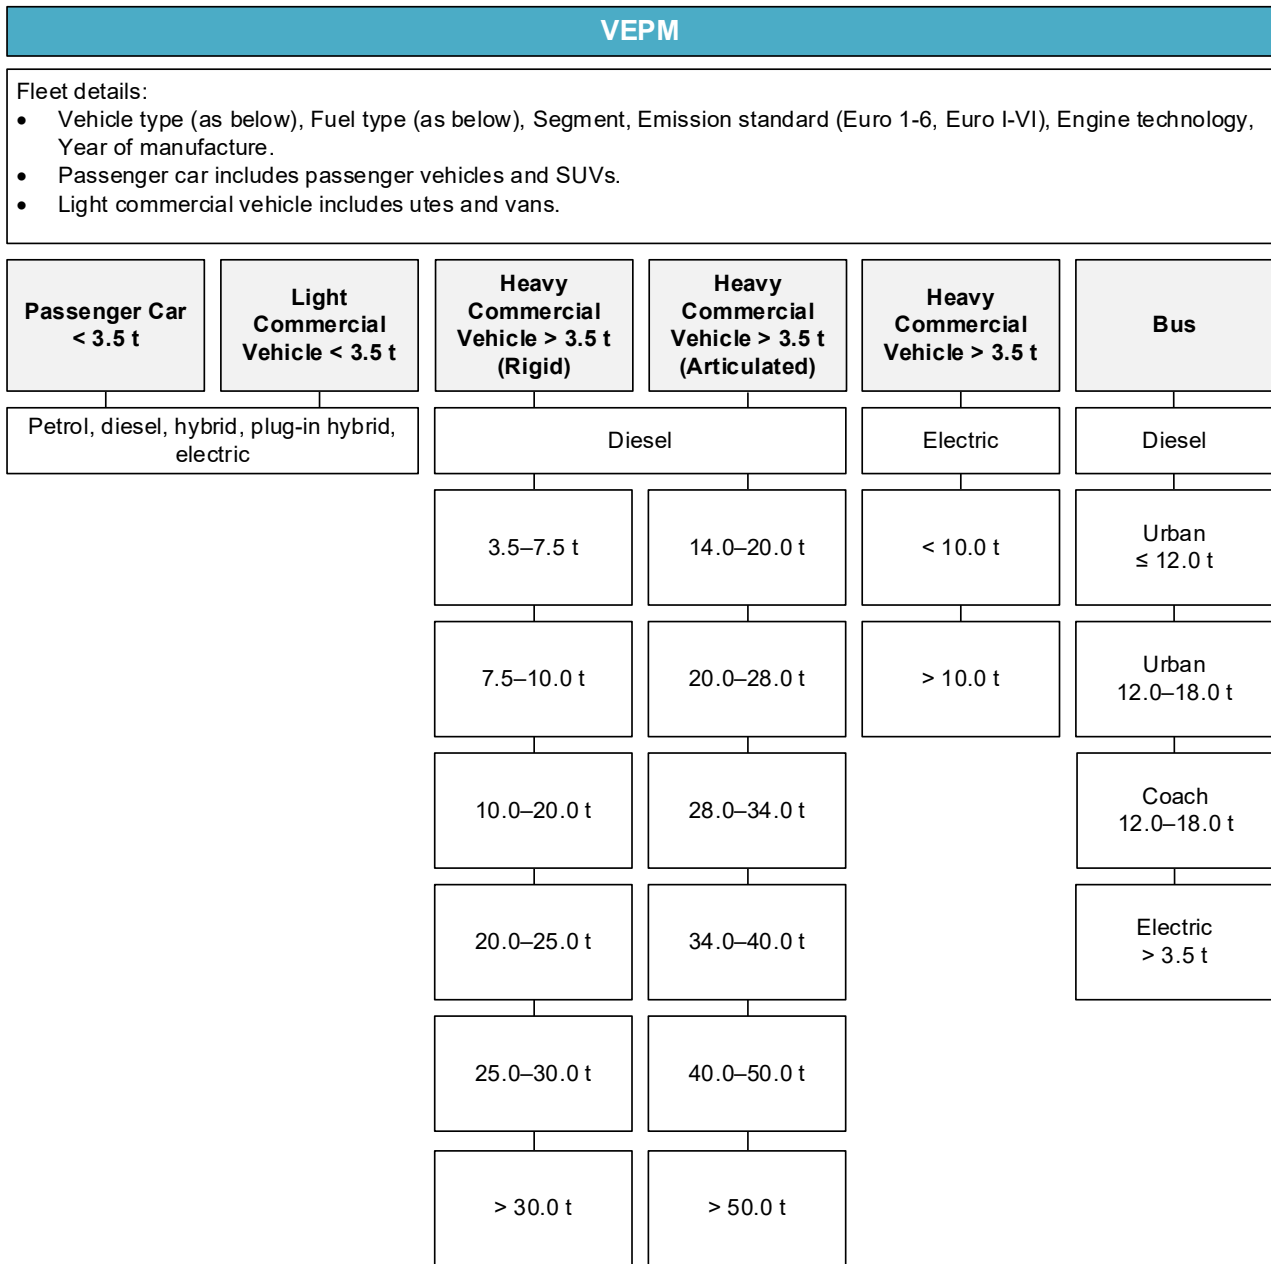 VEPM
Fleet details:
• Vehicle type (as below), Fuel type (as below), Segment, Emission standard (Euro 1-6, Euro I-VI), Engine technology,
Year of manufacture.
• Passenger car includes passenger vehicles and SUVs.
• Light commercial vehicle includes utes and vans.
Passenger Car
< 3.5 t
Light
Commercial
Vehicle < 3.5 t
Heavy
Commercial
Vehicle > 3.5 t
(Rigid)
Heavy
Commercial
Vehicle > 3.5 t
(Articulated)
Heavy
Commercial
Vehicle > 3.5 t
Bus
Petrol, diesel, hybrid, plug-in hybrid,
electric
Diesel
Electric
Diesel
3.5–7.5 t
14.0–20.0 t
< 10.0 t
Urban
≤ 12.0 t
7.5–10.0 t
20.0–28.0 t
> 10.0 t
Urban
12.0–18.0 t
10.0–20.0 t
28.0–34.0 t
Coach
12.0–18.0 t
20.0–25.0 t
34.0–40.0 t
Electric
> 3.5 t
25.0–30.0 t
40.0–50.0 t
> 30.0 t
> 50.0 t